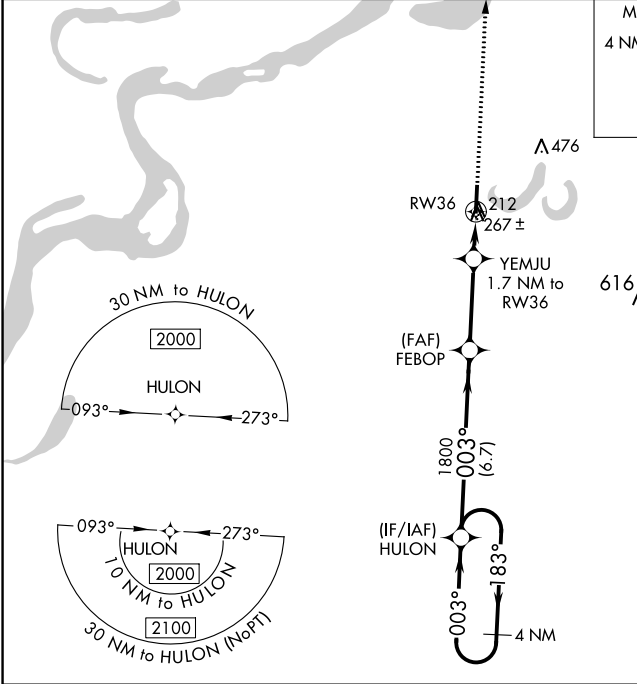 M
4 NM
476
RW36
212
267 ±
YEMJU
1.7 NM to
RW36
616
30 NM to HULON
2000
HULON
093°
273°
(FAF)
FEBOP
1800
003°
(6.7)
093°
273°
HULON
10 NM to HULON
2000
2100
30 NM to HULON (NoPT)
(IF/IAF)
HULON
183°
003°
4 NM